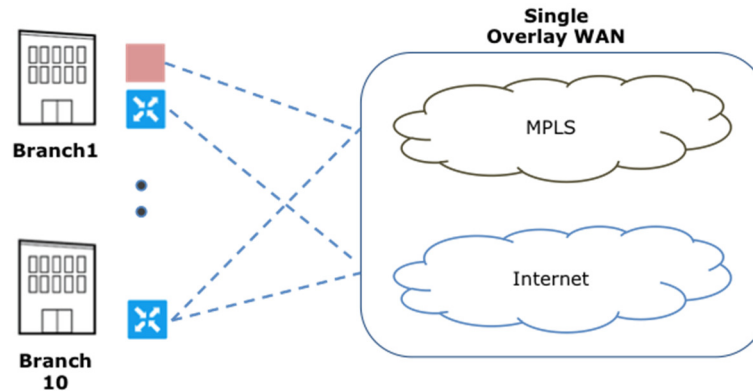 Single
Overlay WAN
MPLS
Branch1
Internet
Branch
10